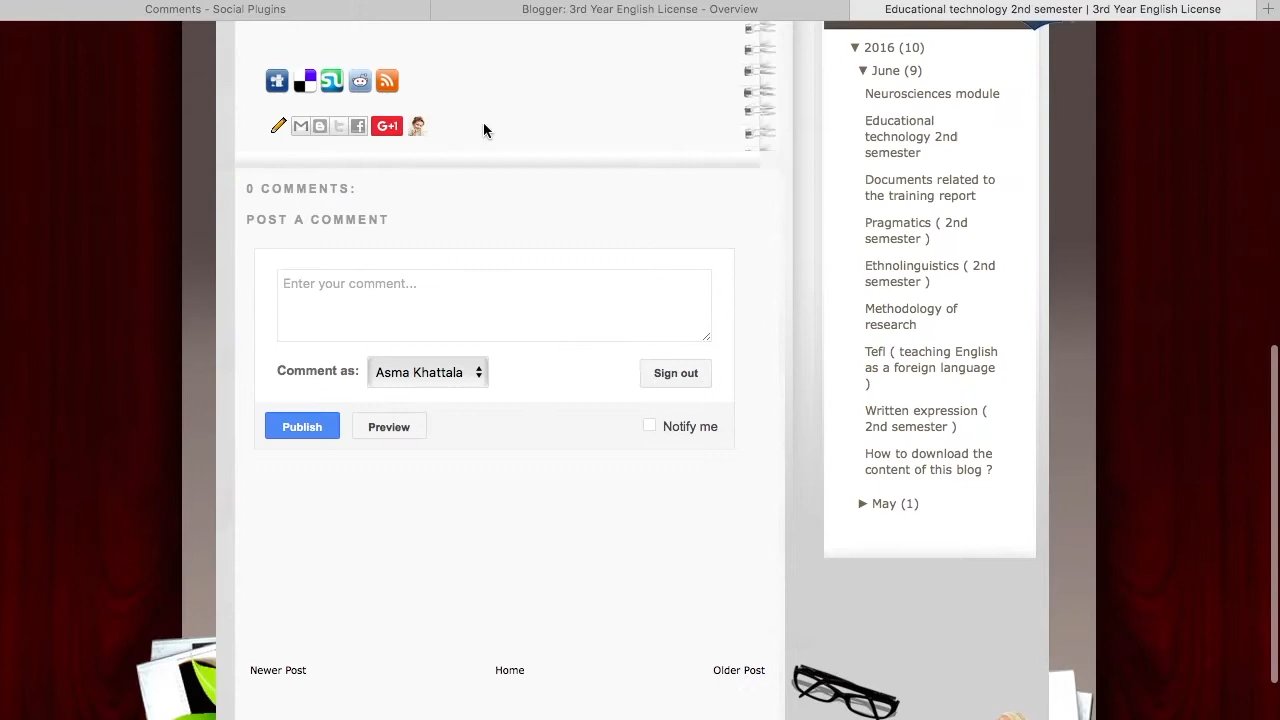 Comments - Social Plugins
Blogger: 3rd Year English License - Overview
Educational technology 2nd semester | 3rd Year English License
G+1
0 COMMENTS:
POST A COMMENT
Enter your comment...
Comment as:
Asma Khattala
Sign out
Publish
Preview
Notify me
Newer Post
Home
Older Post
▼ 2016 (10)
▼ June (9)
Neurosciences module
Educational
technology 2nd
semester
Documents related to
the training report
Pragmatics ( 2nd
semester )
Ethnolinguistics ( 2nd
semester )
Methodology of
research
Tefl ( teaching English
as a foreign language
)
Written expression (
2nd semester )
How to download the
content of this blog ?
► May (1)